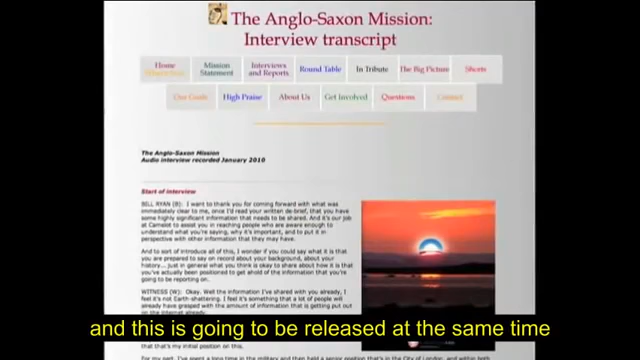 The Anglo-Saxon Mission:
Interview transcript
Home
Mission Statement
Interviews and Reports
Round Table
In Tribute
The Big Picture
Shorts
Our Goals
High Praise
About Us
Get Involved
Questions
Contact
The Anglo-Saxon Mission
Audio interview recorded January 2010
Start of interview
BILL RYAN (B): I want to thank you for coming forward with what was
immediately clear to me, once I'd read your written de-brief, that you have
some highly significant information that needs to be shared. And it's our job
at Camelot to assist you in reaching people who are aware enough to
understand what you're saying, why it's important, and to put it in
perspective with other information that they may have.
And to sort of introduce all of this, I wonder if you could say what it is that
you are prepared to say on record about your background, about your
history... just in general what you think is okay to share about how it is that
you've actually been positioned to get ahold of the information that you're
going to be reporting on.
WITNESS (W): Okay. Well the information I've shared with you already, I
feel it's not Earth-shattering. I feel it's something that a lot of people will
already have grasped with the amount of information that is getting put out
on the internet already.
and this is going to be released at the same time
that's my initial position on this.